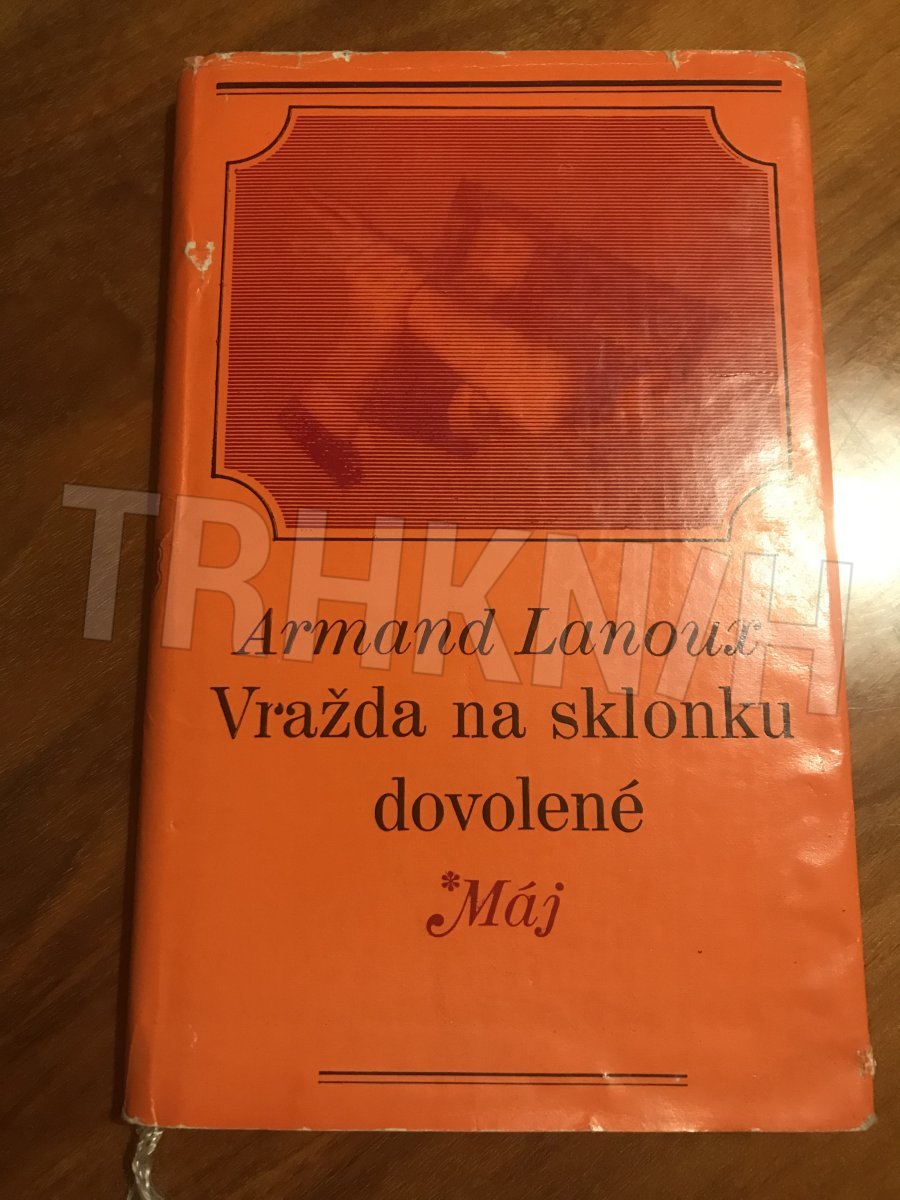 TRHKNIH
Armand Lanoux
Vražda na sklonku
dovolené
*Máj